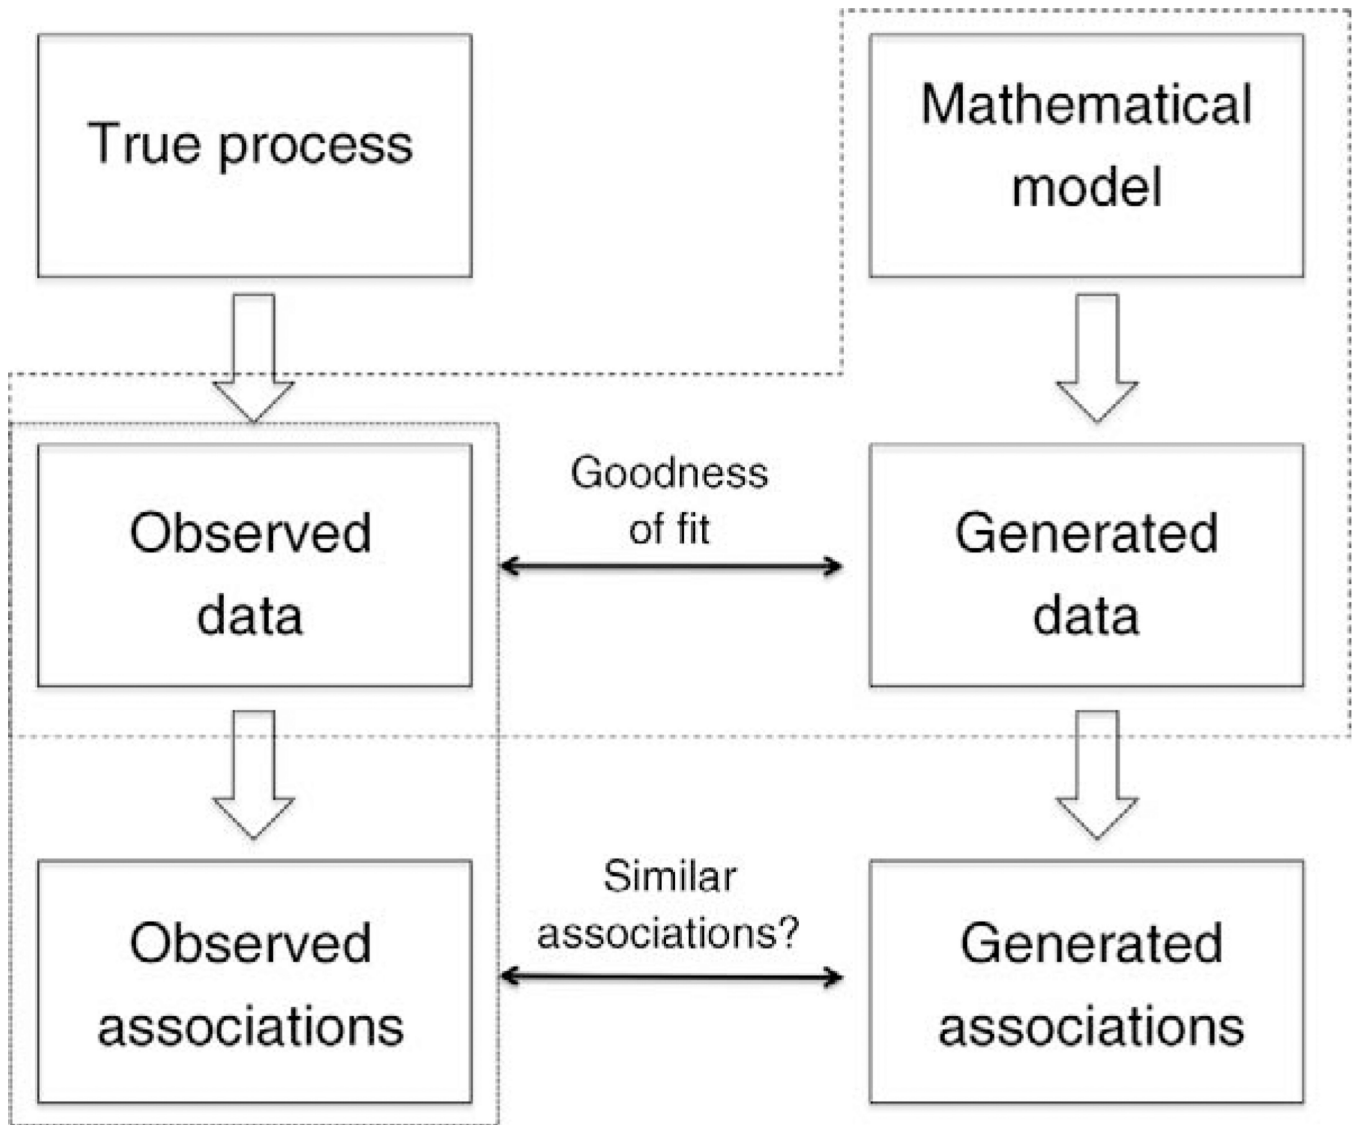 True process
Mathematical
model
Observed
data
Goodness
of fit
Generated
data
Observed
associations
Similar
associations?
Generated
associations